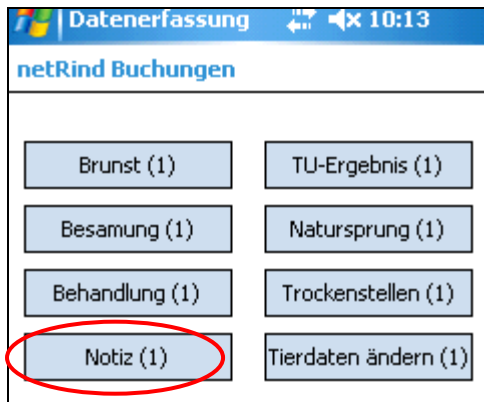 Datenerfassung 10:13
netRind Buchungen
Brunst (1) TU-Ergebnis (1)
Besamung (1) Natursprung (1)
Behandlung (1) Trockenstellen (1)
Notiz (1) Tierdaten ändern (1)